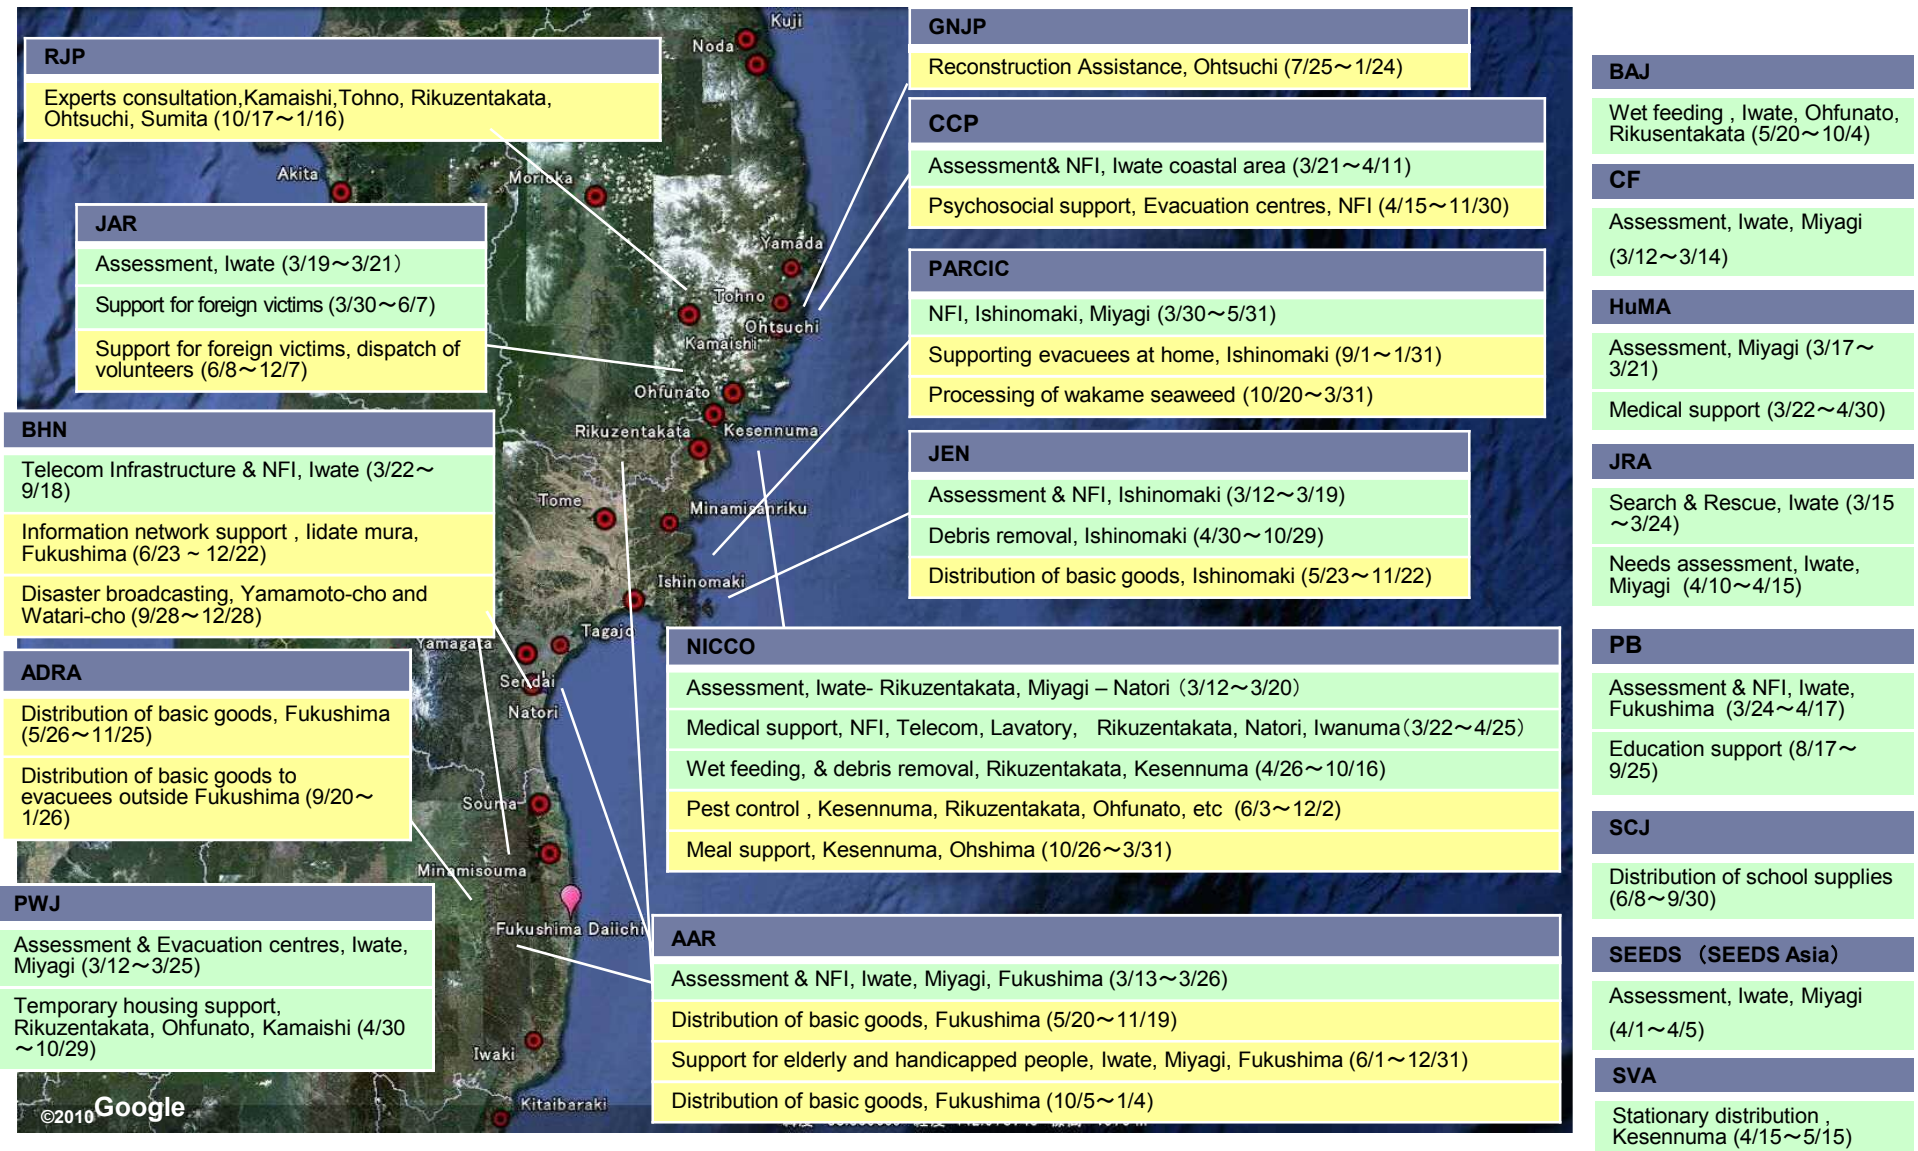 RJP
Experts consultation,Kamaishi,Tohno, Rikuzentakata,
Ohtsuchi, Sumita (10/17～1/16)
JAR
Assessment, Iwate (3/19～3/21）
Support for foreign victims (3/30～6/7)
Support for foreign victims, dispatch of
volunteers (6/8～12/7)
BHN
Telecom Infrastructure & NFI, Iwate (3/22～
9/18)
Information network support , Iidate mura,
Fukushima (6/23 ~ 12/22)
Disaster broadcasting, Yamamoto-cho and
Watari-cho (9/28～12/28)
ADRA
Distribution of basic goods, Fukushima
(5/26～11/25)
Distribution of basic goods to
evacuees outside Fukushima (9/20～
1/26)
PWJ
Assessment & Evacuation centres, Iwate,
Miyagi (3/12～3/25)
Temporary housing support,
Rikuzentakata, Ohfunato, Kamaishi (4/30
～10/29)
©2010 Google
Kuji
Noda
Akita
Morioka
Yamada
Tohno
Ohtsuchi
Kamaishi
Ohfunato
Rikuzentakata
Kesennuma
Tome
Minamisanriku
Ishinomaki
Tagajo
Yamagata
Sendai
Natori
Souma
Minamisouma
Fukushima Daiichi
Iwaki
Kitaibaraki
GNJP
Reconstruction Assistance, Ohtsuchi (7/25～1/24)
CCP
Assessment& NFI, Iwate coastal area (3/21～4/11)
Psychosocial support, Evacuation centres, NFI (4/15～11/30)
PARCIC
NFI, Ishinomaki, Miyagi (3/30～5/31)
Supporting evacuees at home, Ishinomaki (9/1～1/31)
Processing of wakame seaweed (10/20～3/31)
JEN
Assessment & NFI, Ishinomaki (3/12～3/19)
Debris removal, Ishinomaki (4/30～10/29)
Distribution of basic goods, Ishinomaki (5/23～11/22)
NICCO
Assessment, Iwate- Rikuzentakata, Miyagi – Natori （3/12～3/20）
Medical support, NFI, Telecom, Lavatory, Rikuzentakata, Natori, Iwanuma（3/22～4/25）
Wet feeding, & debris removal, Rikuzentakata, Kesennuma (4/26～10/16)
Pest control , Kesennuma, Rikuzentakata, Ohfunato, etc (6/3～12/2)
Meal support, Kesennuma, Ohshima (10/26～3/31)
AAR
Assessment & NFI, Iwate, Miyagi, Fukushima (3/13～3/26)
Distribution of basic goods, Fukushima (5/20～11/19)
Support for elderly and handicapped people, Iwate, Miyagi, Fukushima (6/1～12/31)
Distribution of basic goods, Fukushima (10/5～1/4)
BAJ
Wet feeding , Iwate, Ohfunato,
Rikusentakata (5/20～10/4)
CF
Assessment, Iwate, Miyagi
(3/12～3/14)
HuMA
Assessment, Miyagi (3/17～
3/21)
Medical support (3/22～4/30)
JRA
Search & Rescue, Iwate (3/15
～3/24)
Needs assessment, Iwate,
Miyagi (4/10～4/15)
PB
Assessment & NFI, Iwate,
Fukushima (3/24～4/17)
Education support (8/17～
9/25)
SCJ
Distribution of school supplies
(6/8～9/30)
SEEDS （SEEDS Asia）
Assessment, Iwate, Miyagi
(4/1～4/5)
SVA
Stationary distribution ,
Kesennuma (4/15～5/15)